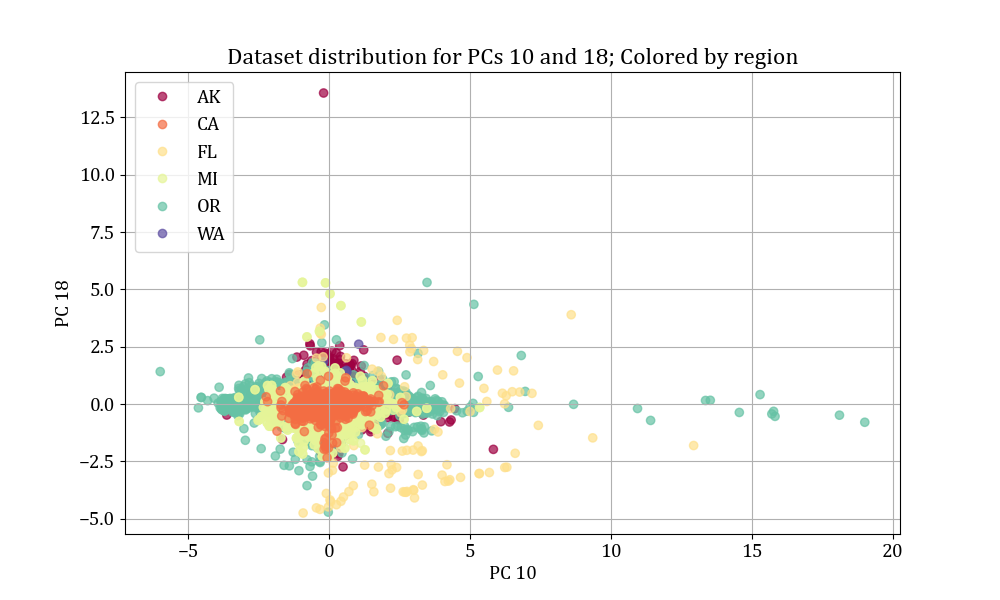 Dataset distribution for PCs 10 and 18; Colored by region
AK
CA
FL
MI
OR
WA
12.5
10.0
7.5
5.0
2.5
0.0
−2.5
−5.0
PC 18
−5
0
5
10
15
20
PC 10